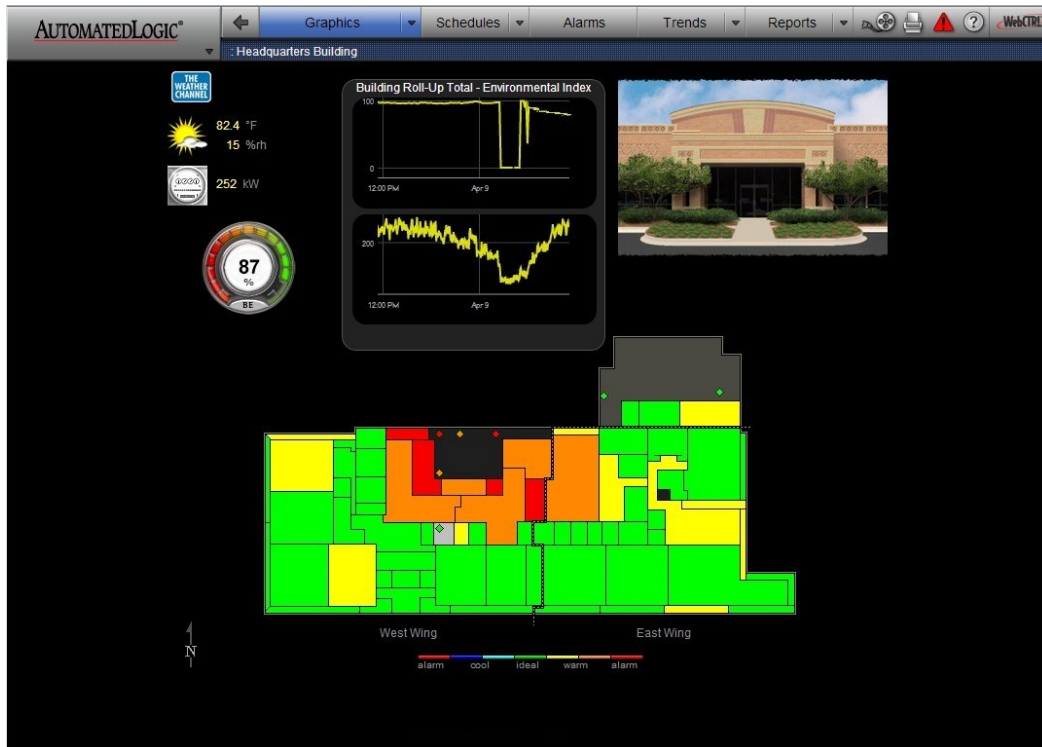 AUTOMATEDLOGIC®
Graphics
Schedules
Alarms
Trends
Reports
?
WebCTRL
: Headquarters Building
THE
WEATHER
CHANNEL
82.4 °F
15 %rh
252 kW
87
%
BE
Building Roll-Up Total - Environmental Index
100
0
12:00 PM
Apr 9
200
12:00 PM
Apr 9
West Wing
East Wing
N
alarm
cool
ideal
warm
alarm